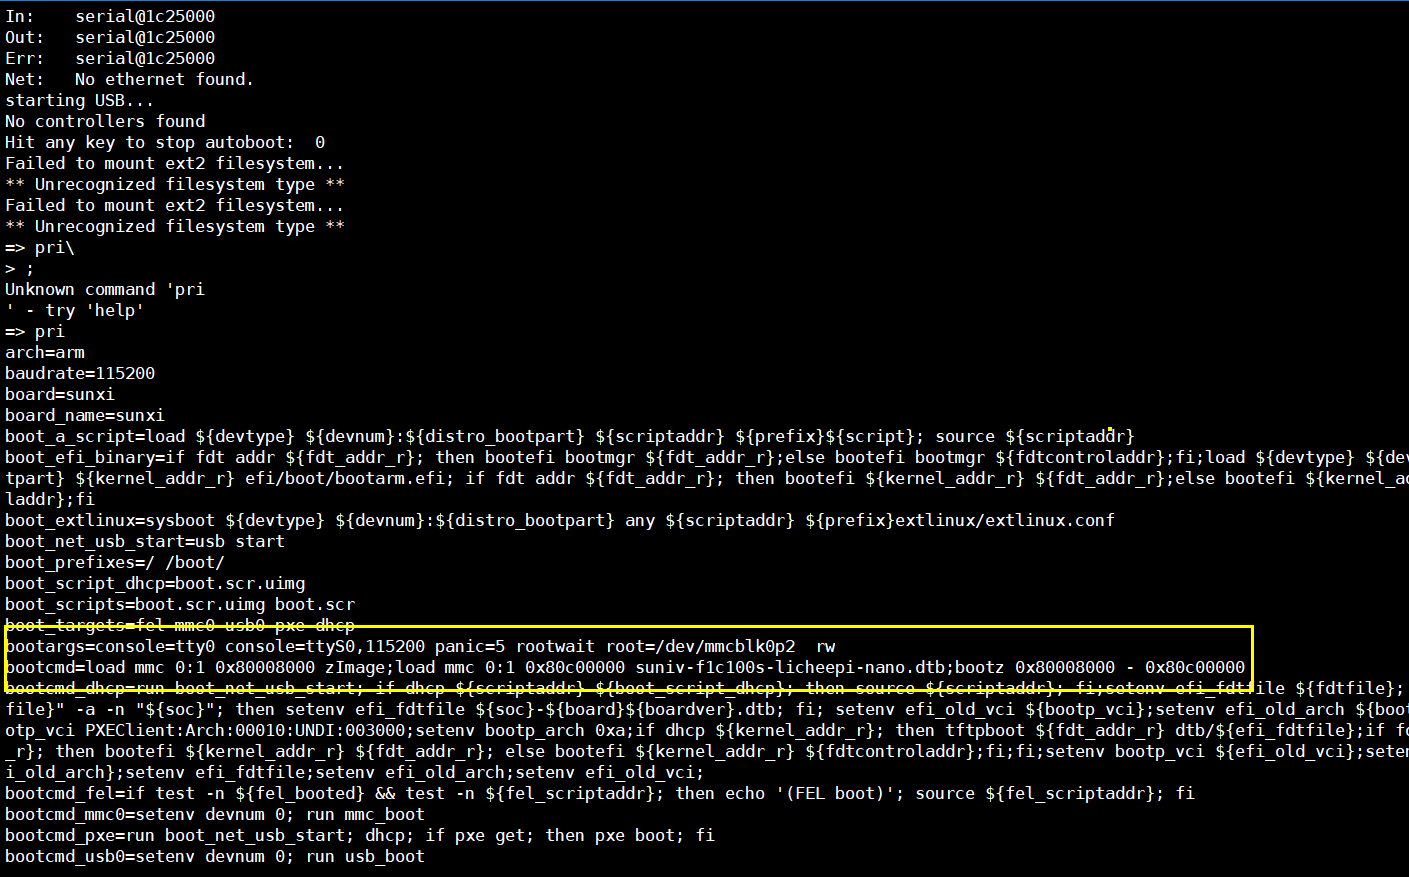 In:    serial@1c25000
Out:   serial@1c25000
Err:   serial@1c25000
Net:   No ethernet found.
starting USB...
No controllers found
Hit any key to stop autoboot:  0
Failed to mount ext2 filesystem...
** Unrecognized filesystem type **
Failed to mount ext2 filesystem...
** Unrecognized filesystem type **
=> pri\
> ;
Unknown command 'pri
' - try 'help'
=> pri
arch=arm
baudrate=115200
board=sunxi
board_name=sunxi
boot_a_script=load ${devtype} ${devnum}:${distro_bootpart} ${scriptaddr} ${prefix}${script}; source ${scriptaddr}
boot_efi_binary=if fdt addr ${fdt_addr_r}; then bootefi bootmgr ${fdt_addr_r};else bootefi bootmgr ${fdtcontroladdr};fi;load ${devtype} ${dev
tpart} ${kernel_addr_r} efi/boot/bootarm.efi; if fdt addr ${fdt_addr_r}; then bootefi ${kernel_addr_r} ${fdt_addr_r};else bootefi ${kernel_ad
laddr};fi
boot_extlinux=sysboot ${devtype} ${devnum}:${distro_bootpart} any ${scriptaddr} ${prefix}extlinux/extlinux.conf
boot_net_usb_start=usb start
boot_prefixes=/ /boot/
boot_script_dhcp=boot.scr.uimg
boot_scripts=boot.scr.uimg boot.scr
boot_targets=fel mmc0 usb0 pxe dhcp
bootargs=console=tty0 console=ttyS0,115200 panic=5 rootwait root=/dev/mmcblk0p2  rw
bootcmd=load mmc 0:1 0x80008000 zImage;load mmc 0:1 0x80c00000 suniv-f1c100s-licheepi-nano.dtb;bootz 0x80008000 - 0x80c00000
bootcmd_dhcp=run boot_net_usb_start; if dhcp ${scriptaddr} ${boot_script_dhcp}; then source ${scriptaddr}; fi;setenv efi_fdtfile ${fdtfile};
file}" -a -n "${soc}"; then setenv efi_fdtfile ${soc}-${board}${boardver}.dtb; fi; setenv efi_old_vci ${bootp_vci};setenv efi_old_arch ${boot
otp_vci PXEClient:Arch:00010:UNDI:003000;setenv bootp_arch 0xa;if dhcp ${kernel_addr_r}; then tftpboot ${fdt_addr_r} dtb/${efi_fdtfile};if fd
_r}; then bootefi ${kernel_addr_r} ${fdt_addr_r}; else bootefi ${kernel_addr_r} ${fdtcontroladdr};fi;fi;setenv bootp_vci ${efi_old_vci};seten
i_old_arch};setenv efi_fdtfile;setenv efi_old_arch;setenv efi_old_vci;
bootcmd_fel=if test -n ${fel_booted} && test -n ${fel_scriptaddr}; then echo '(FEL boot)'; source ${fel_scriptaddr}; fi
bootcmd_mmc0=setenv devnum 0; run mmc_boot
bootcmd_pxe=run boot_net_usb_start; dhcp; if pxe get; then pxe boot; fi
bootcmd_usb0=setenv devnum 0; run usb_boot